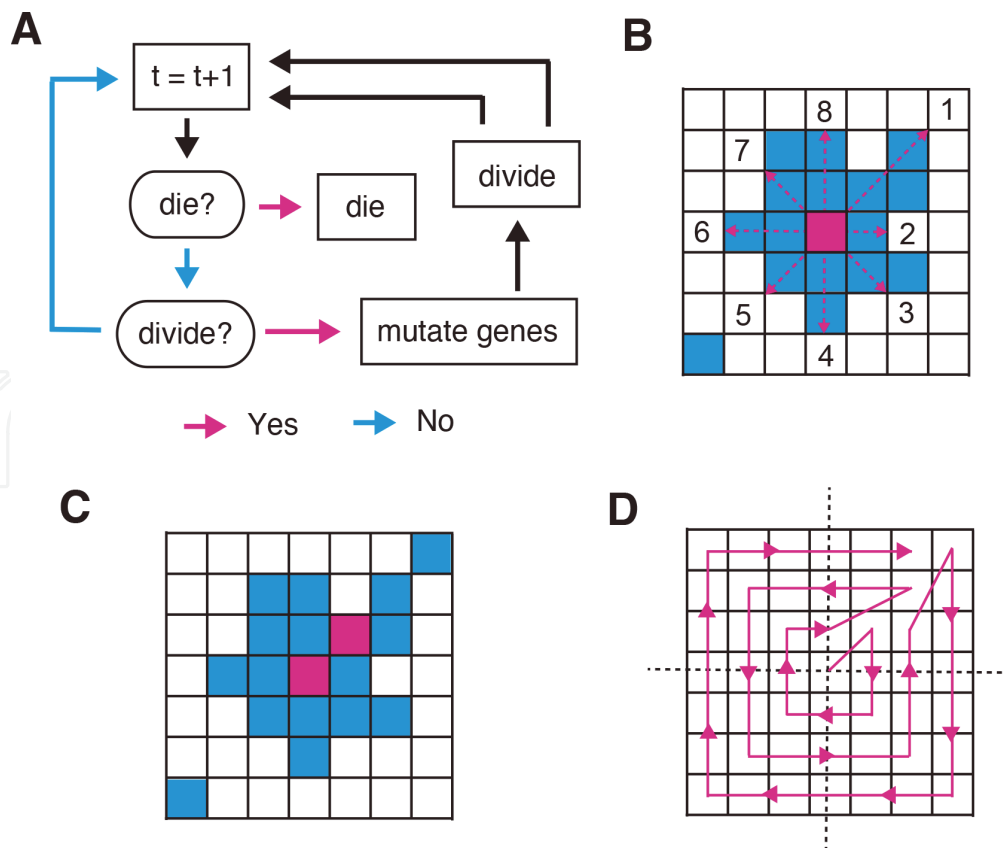 A
t = t+1
die?
die
divide
divide?
mutate genes
Yes
No
B
8
1
7
6
2
5
3
4
C
D